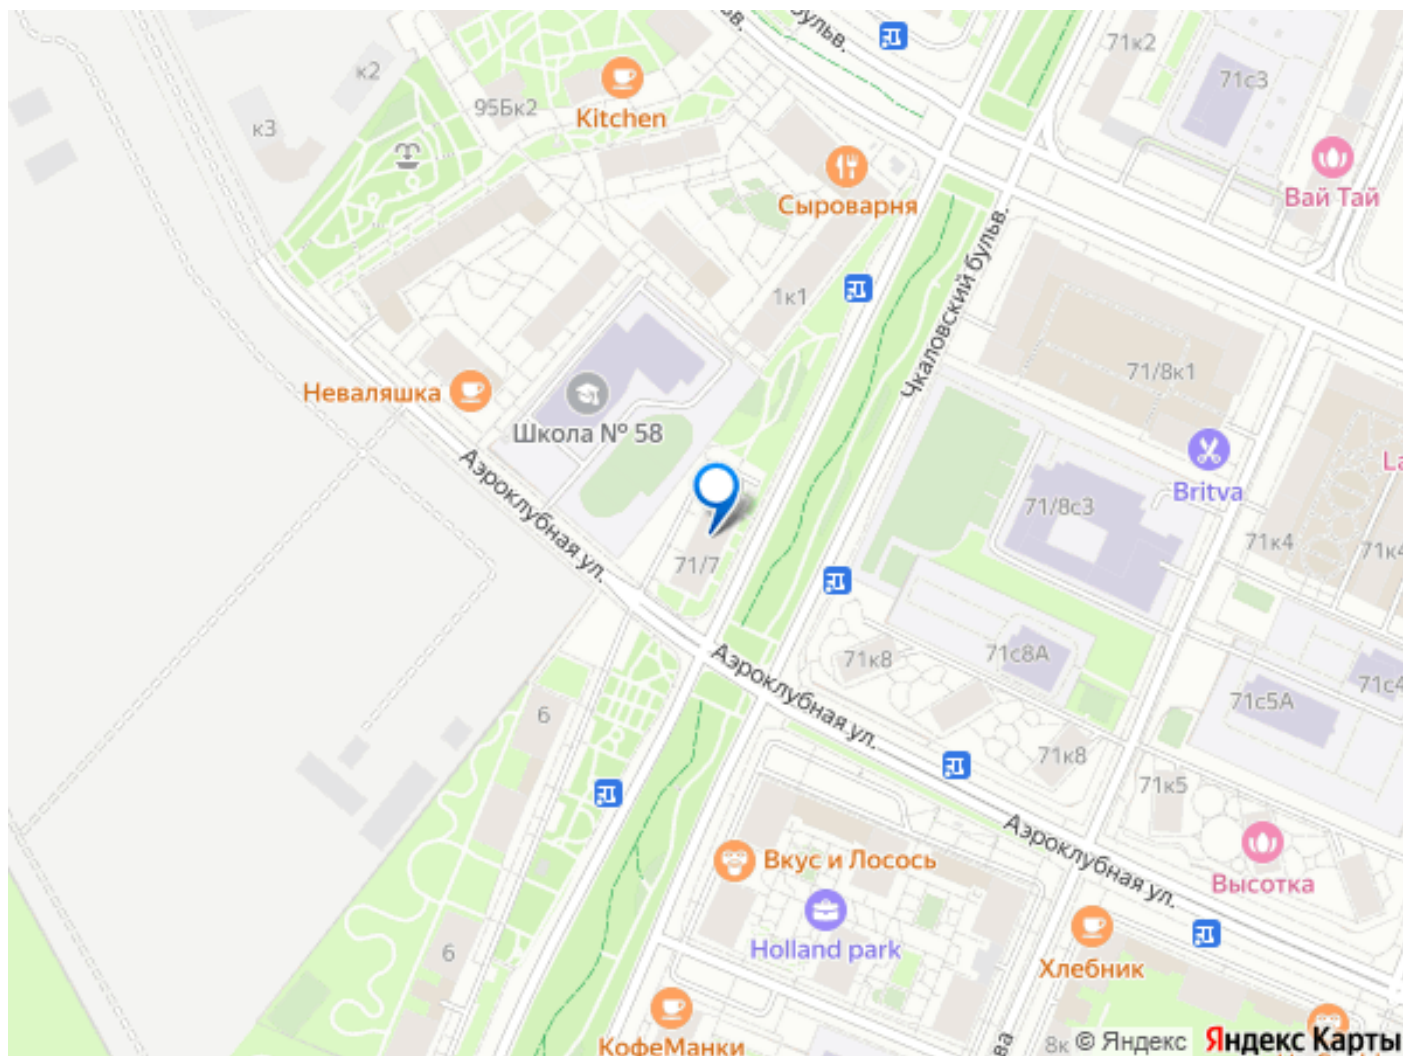 бульв.
71к2
71с3
к2
95Бк2
Kitchen
к3
Вай Тай
Сыроварня
1к1
Чкаловский бульв.
71/8к1
Неваляшка
Школа № 58
Britva
Аэроклубная ул.
71/8с3
71к4
71/7
71к8
71с8А
71с5А
Аэроклубная ул.
6
71к8
71к5
Аэроклубная ул.
Вкус и Лосось
Высотка
Holland park
6
Хлебник
КофеМанки
8к
© Яндекс
Яндекс Карты